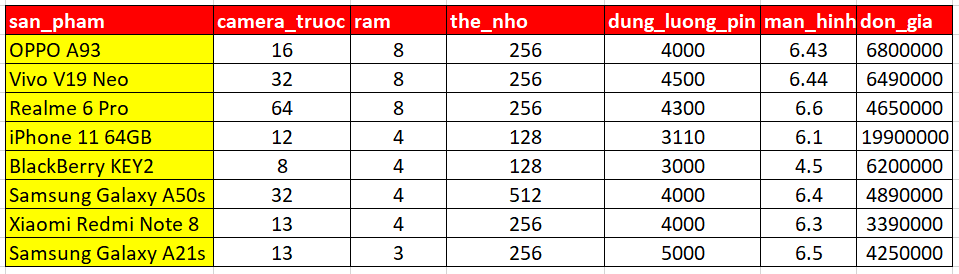 san_pham camera_truoc ram the_nho dung_luong_pin man_hinh don_gia
OPPO A93 16 8 256 4000 6.43 6800000
Vivo V19 Neo 32 8 256 4500 6.44 6490000
Realme 6 Pro 64 8 256 4300 6.6 4650000
iPhone 11 64GB 12 4 128 3110 6.1 19900000
BlackBerry KEY2 8 4 128 3000 4.5 6200000
Samsung Galaxy A50s 32 4 512 4000 6.4 4890000
Xiaomi Redmi Note 8 13 4 256 4000 6.3 3390000
Samsung Galaxy A21s 13 3 256 5000 6.5 4250000